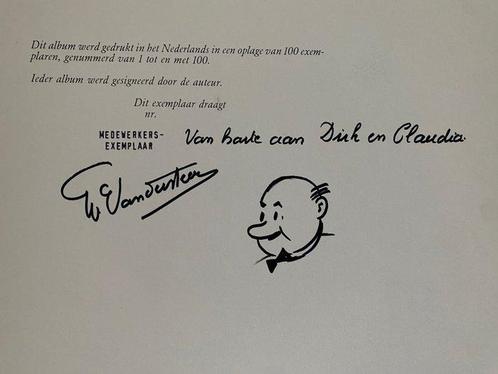 Dit album werd gedrukt in het Nederlands in een oplage van 100 exem-
plaren, genummerd van 1 tot en met 100.
Ieder album werd gesigneerd door de auteur.
Dit exemplaar draagt
nr.
MEDEWERKERS-
EXEMPLAAR
Van harte aan Dirk en Claudia
W Vandersteen